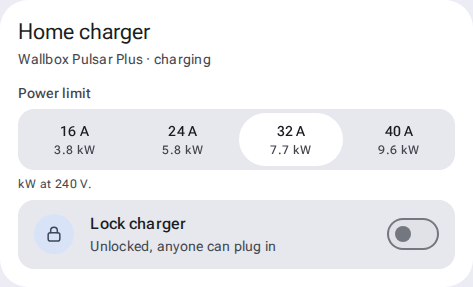 Home charger
Wallbox Pulsar Plus · charging
Power limit
16 A 24 A 32 A 40 A
3.8 kW 5.8 kW 7.7 kW 9.6 kW
kW at 240 V.
Lock charger
Unlocked, anyone can plug in